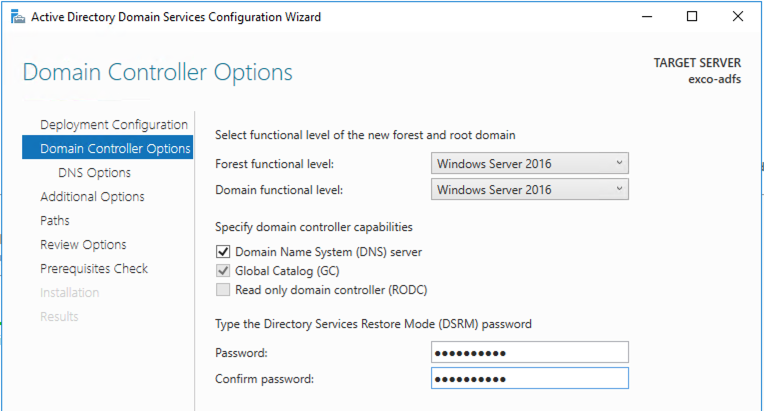 Active Directory Domain Services Configuration Wizard
Domain Controller Options
TARGET SERVER
exco-adfs
Deployment Configuration
Domain Controller Options
DNS Options
Additional Options
Paths
Review Options
Prerequisites Check
Installation
Results
Select functional level of the new forest and root domain
Forest functional level: Windows Server 2016
Domain functional level: Windows Server 2016
Specify domain controller capabilities
Domain Name System (DNS) server
Global Catalog (GC)
Read only domain controller (RODC)
Type the Directory Services Restore Mode (DSRM) password
Password: ●●●●●●●●●●
Confirm password: ●●●●●●●●●●